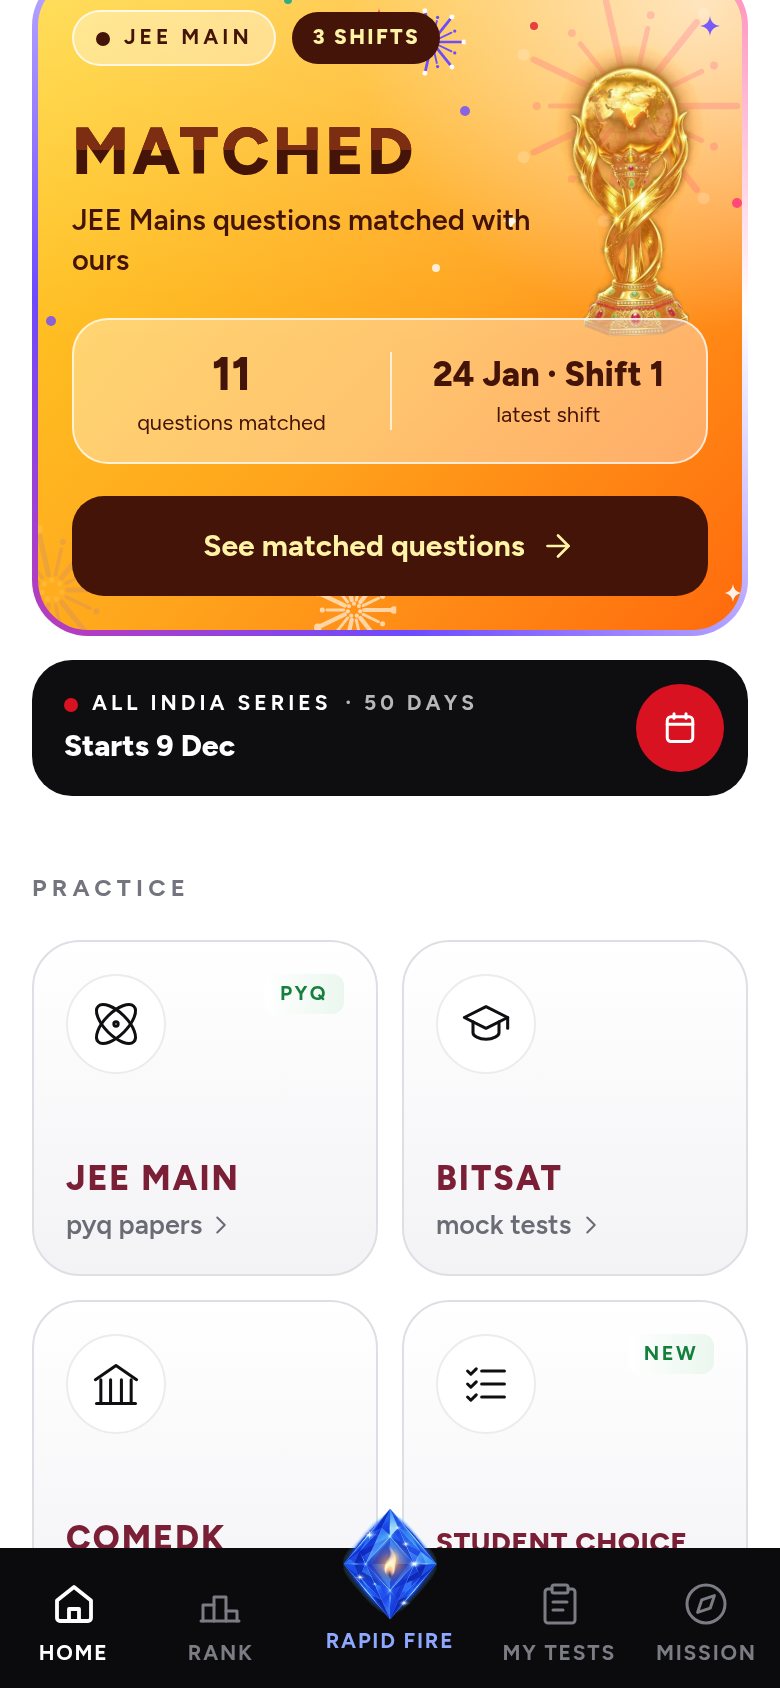 JEE MAIN
3 SHIFTS
MATCHED
JEE Mains questions matched with
ours
11
questions matched
24 Jan · Shift 1
latest shift
See matched questions →
ALL INDIA SERIES · 50 DAYS
Starts 9 Dec
PRACTICE
PYQ
JEE MAIN
pyq papers >
BITSAT
mock tests >
NEW
COMEDK
STUDENT CHOICE
HOME
RANK
RAPID FIRE
MY TESTS
MISSION